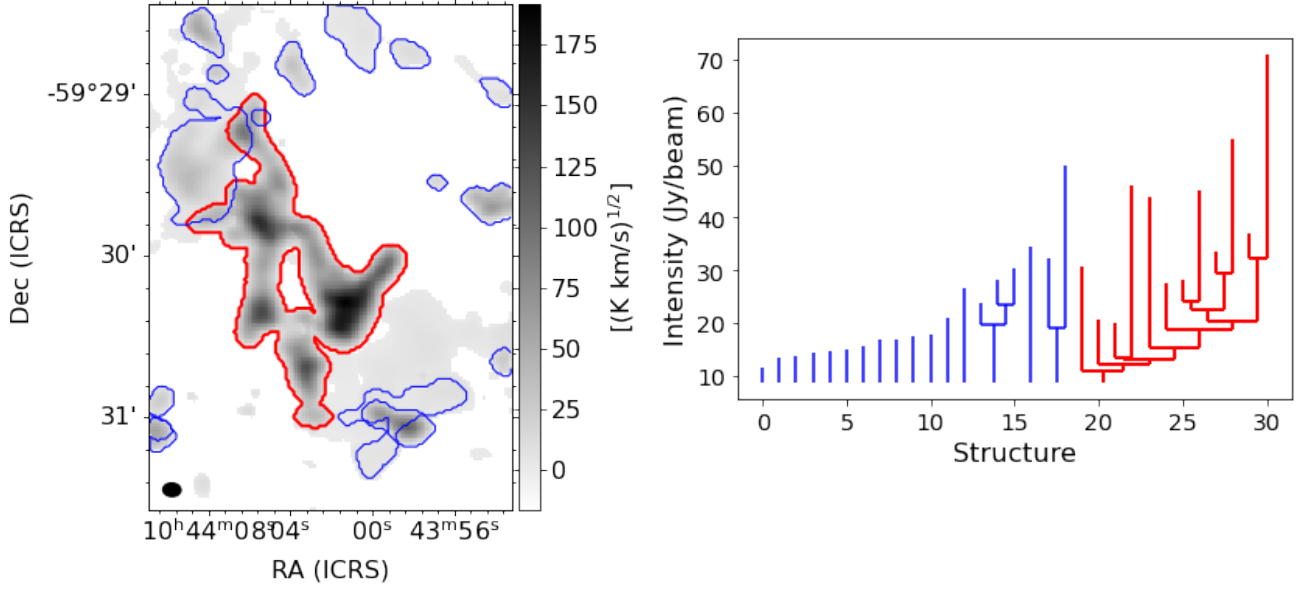 -59°29'
30'
31'
Dec (ICRS)
10ʰ44ᵐ08ˢ04ˢ 00ˢ 43ᵐ56ˢ
RA (ICRS)
175
150
125
100
75
50
25
0
[(K km/s)^{1/2}]
70
60
50
40
30
20
10
Intensity (Jy/beam)
0 5 10 15 20 25 30
Structure